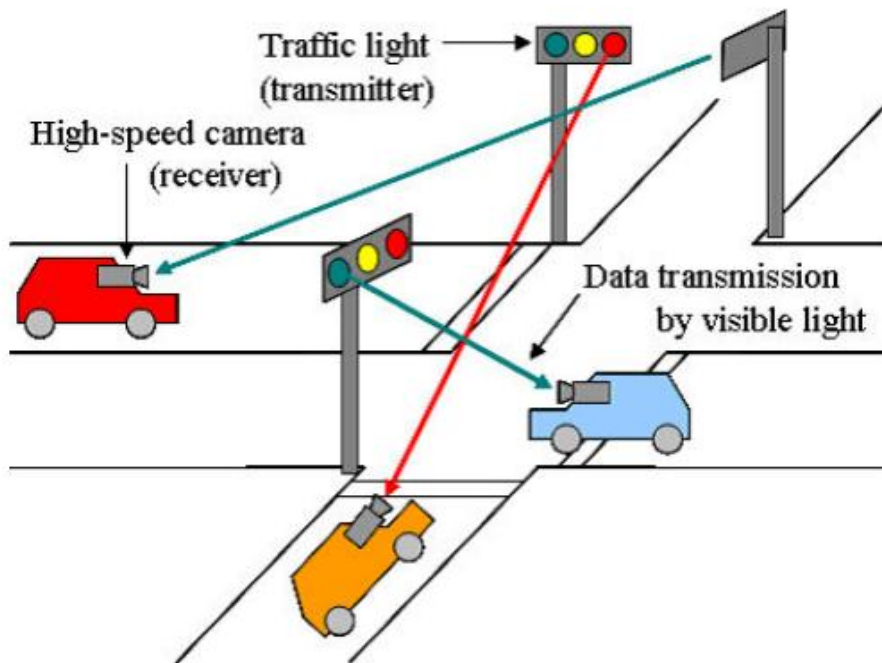 Traffic light
(transmitter)
High-speed camera
(receiver)
Data transmission
by visible light